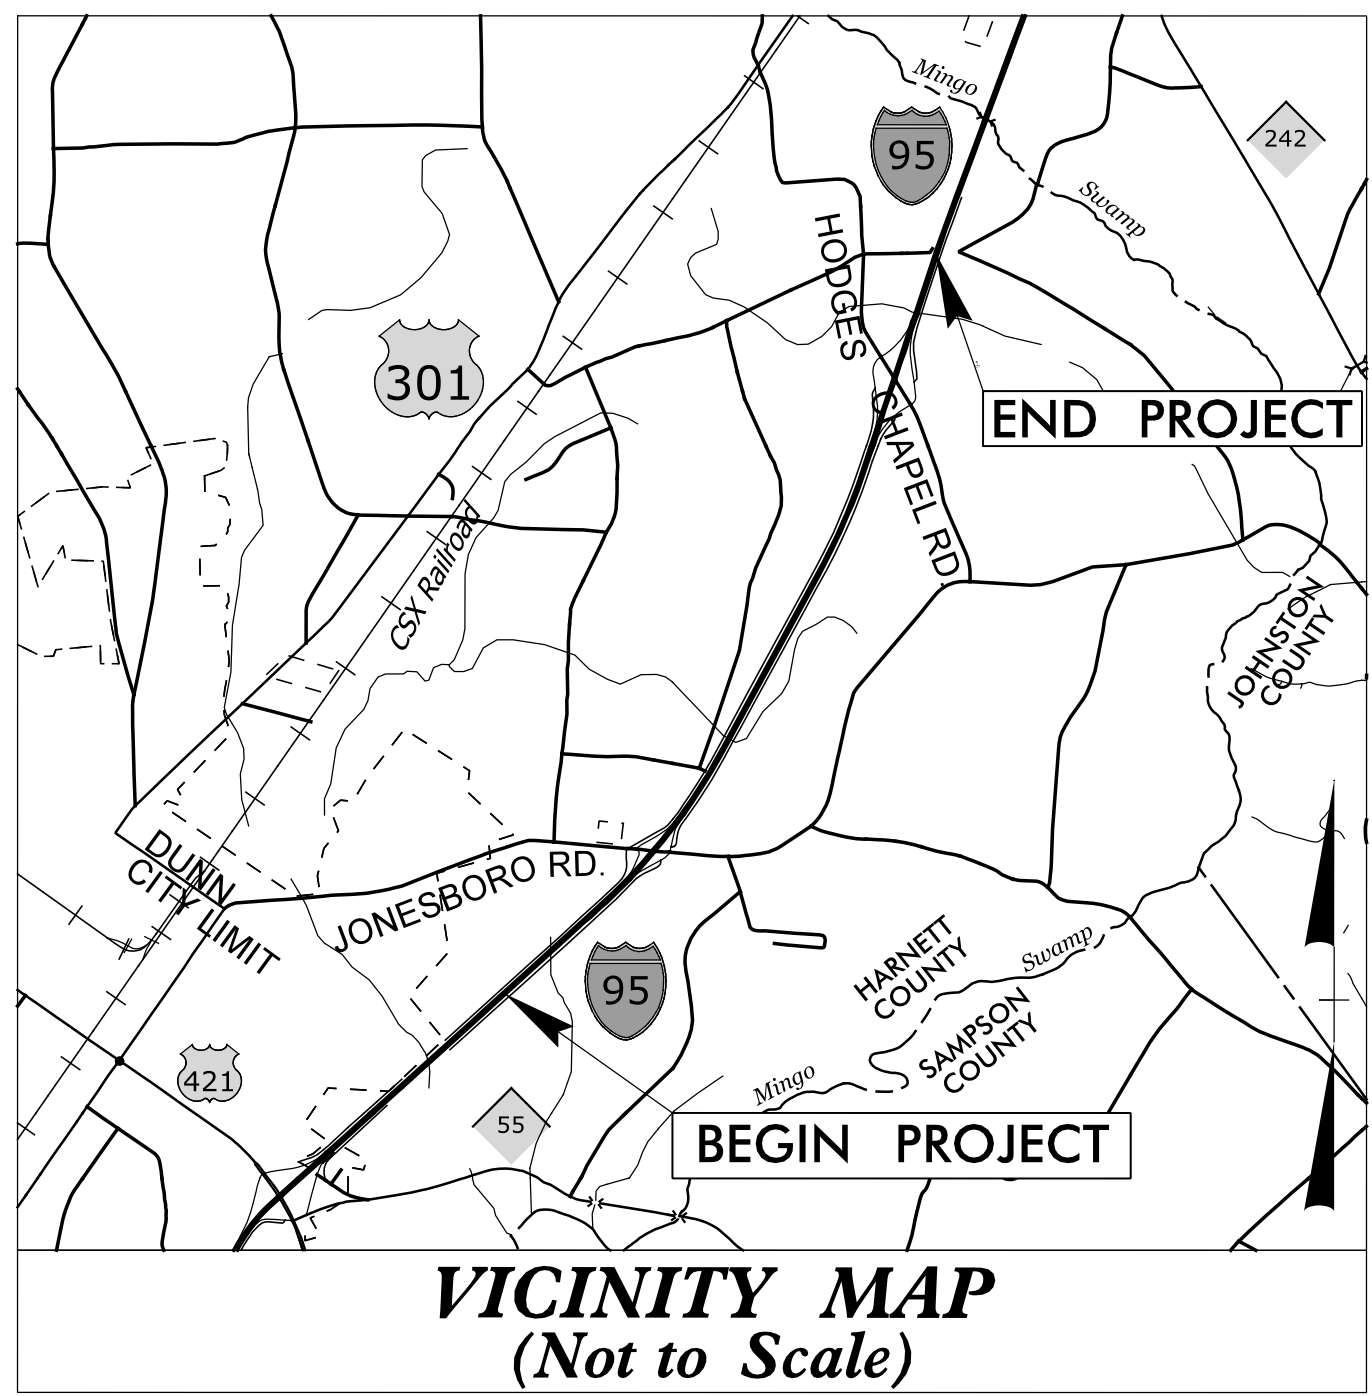 Mingo
95
242
Swamp
HODGES
301
END PROJECT
CHAPEL RD.
CSX Railroad
JOHNSTON
COUNTY
DUNN
CITY LIMIT
JONESBORO RD.
HARNETT
COUNTY
Swamp
95
SAMPSON
COUNTY
421
Mingo
55
BEGIN PROJECT
VICINITY MAP
(Not to Scale)